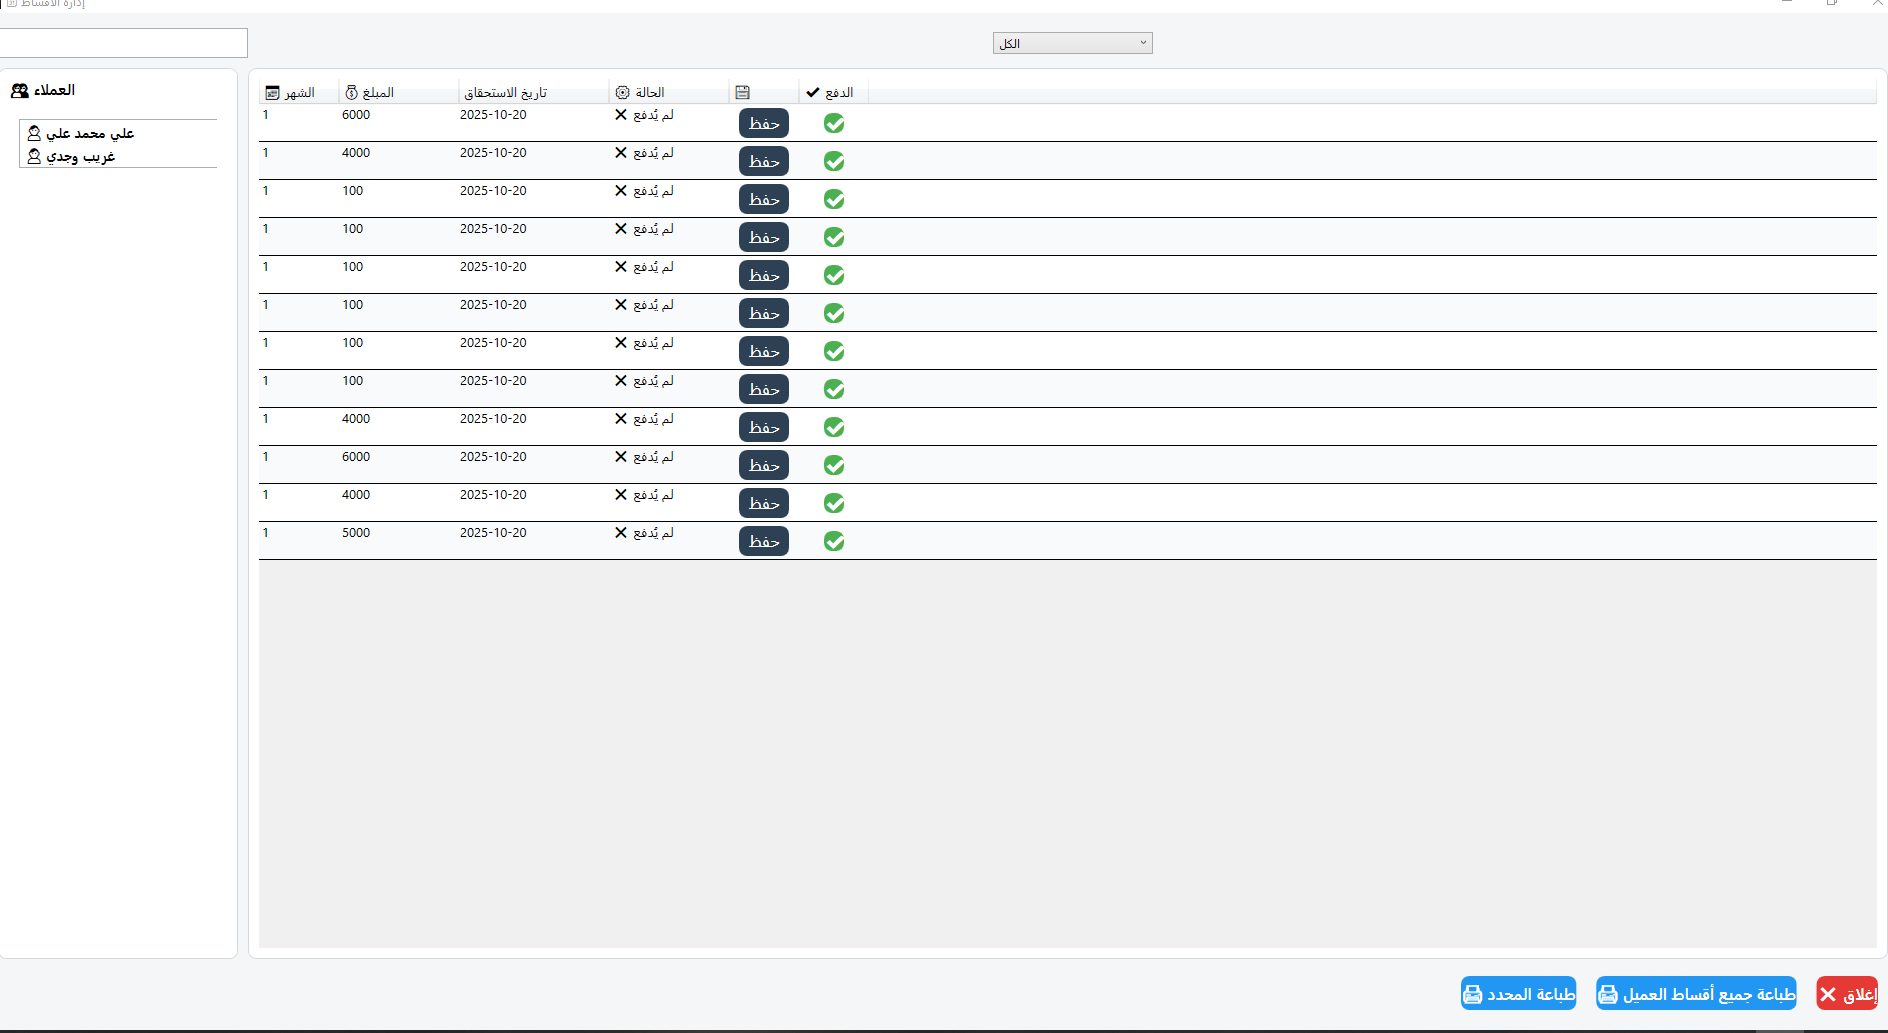 إدارة الأقساط
الكل
العملاء
علي محمد علي
غريب وجدي
الشهر المبلغ تاريخ الاستحقاق الحالة الدفع
1 6000 2025-10-20 لم يُدفع حفظ
1 4000 2025-10-20 لم يُدفع حفظ
1 100 2025-10-20 لم يُدفع حفظ
1 100 2025-10-20 لم يُدفع حفظ
1 100 2025-10-20 لم يُدفع حفظ
1 100 2025-10-20 لم يُدفع حفظ
1 100 2025-10-20 لم يُدفع حفظ
1 100 2025-10-20 لم يُدفع حفظ
1 4000 2025-10-20 لم يُدفع حفظ
1 6000 2025-10-20 لم يُدفع حفظ
1 4000 2025-10-20 لم يُدفع حفظ
1 5000 2025-10-20 لم يُدفع حفظ
طباعة المحدد
طباعة جميع أقساط العميل
إغلاق